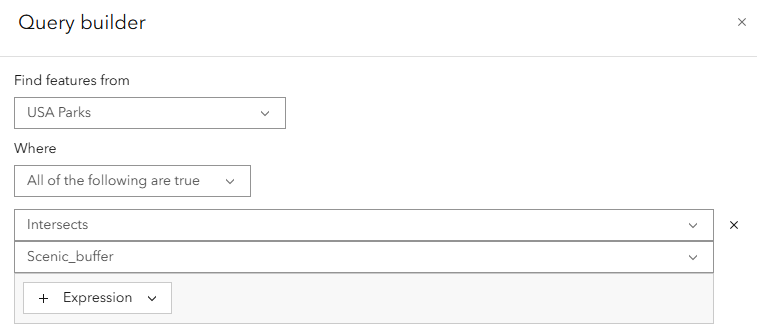 Query builder
Find features from
USA Parks
Where
All of the following are true
Intersects
Scenic_buffer
+ Expression